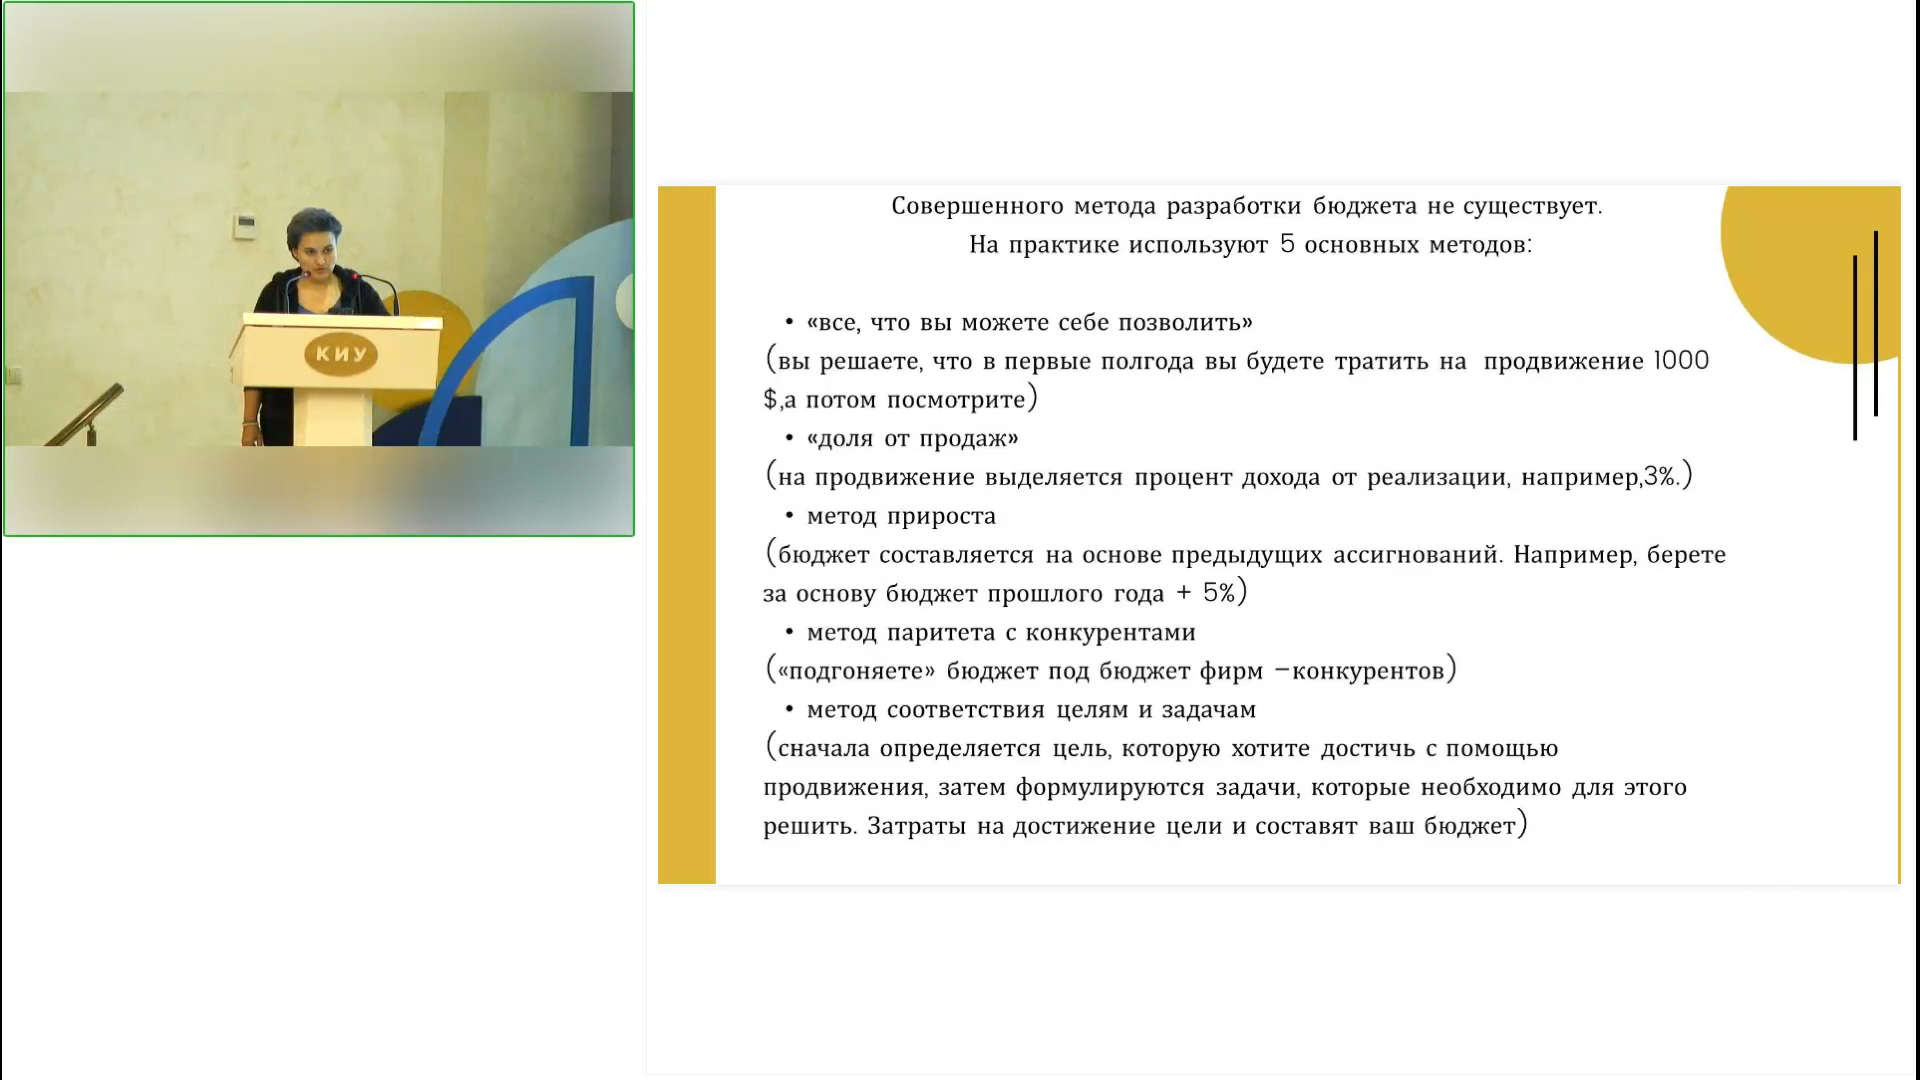 КИУ
Совершенного метода разработки бюджета не существует.
На практике используют 5 основных методов:
• «все, что вы можете себе позволить»
(вы решаете, что в первые полгода вы будете тратить на продвижение 1000
$,а потом посмотрите)
• «доля от продаж»
(на продвижение выделяется процент дохода от реализации, например,3%.)
• метод прироста
(бюджет составляется на основе предыдущих ассигнований. Например, берете
за основу бюджет прошлого года + 5%)
• метод паритета с конкурентами
(«подгоняете» бюджет под бюджет фирм –конкурентов)
• метод соответствия целям и задачам
(сначала определяется цель, которую хотите достичь с помощью
продвижения, затем формулируются задачи, которые необходимо для этого
решить. Затраты на достижение цели и составят ваш бюджет)